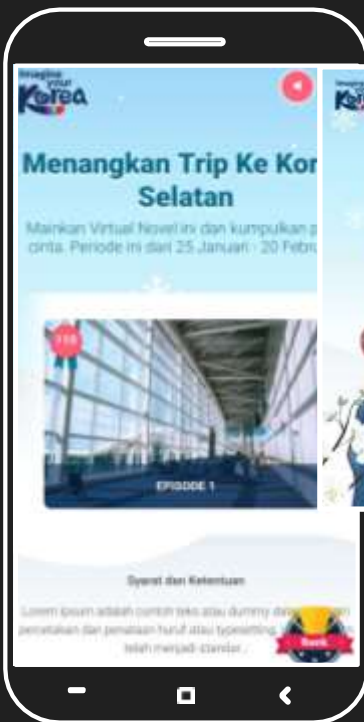 Imagine
your
Korea
Menangkan Trip Ke Kor
Selatan
Mainkan Virtual Novel ini dan kumpulkan p
cinta. Periode ini dari 25 Januari - 20 Febru
EPISODE 1
Syarat dan Ketentuan
Lorem ipsum adalah contoh teks atau dummy
percetakan dan penataan huruf atau typesetting.
telah menjadi standar
Rank